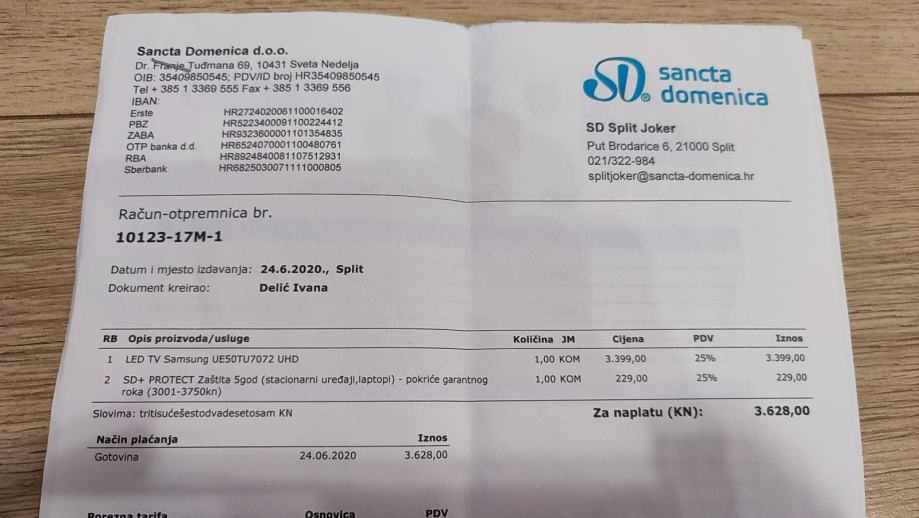 Sancta Domenica d.o.o.
Dr. Franje Tuđmana 69, 10431 Sveta Nedelja
OIB: 35409850545; PDV/ID broj HR35409850545
Tel + 385 1 3369 555 Fax + 385 1 3369 556
IBAN:
Erste HR2724020061100016402
PBZ HR5223400091100224412
ZABA HR9323600001101354835
OTP banka d.d. HR6524070001100480761
RBA HR8924840081107512931
Sberbank HR6825030071111000805
SD® sancta domenica
SD Split Joker
Put Brodarice 6, 21000 Split
021/322-984
splitjoker@sancta-domenica.hr
Račun-otpremnica br.
10123-17M-1
Datum i mjesto izdavanja: 24.6.2020., Split
Dokument kreirao: Delić Ivana
RB Opis proizvoda/usluge Količina JM Cijena PDV Iznos
1 LED TV Samsung UE50TU7072 UHD 1,00 KOM 3.399,00 25% 3.399,00
2 SD+ PROTECT Zaštita 5god (stacionarni uređaji,laptopi) - pokriće garantnog 1,00 KOM 229,00 25% 229,00
roka (3001-3750kn)
Slovima: tritisućešestodvadesetosam KN Za naplatu (KN): 3.628,00
Način plaćanja Iznos
Gotovina 24.06.2020 3.628,00
Porezna tarifa Osnovica PDV